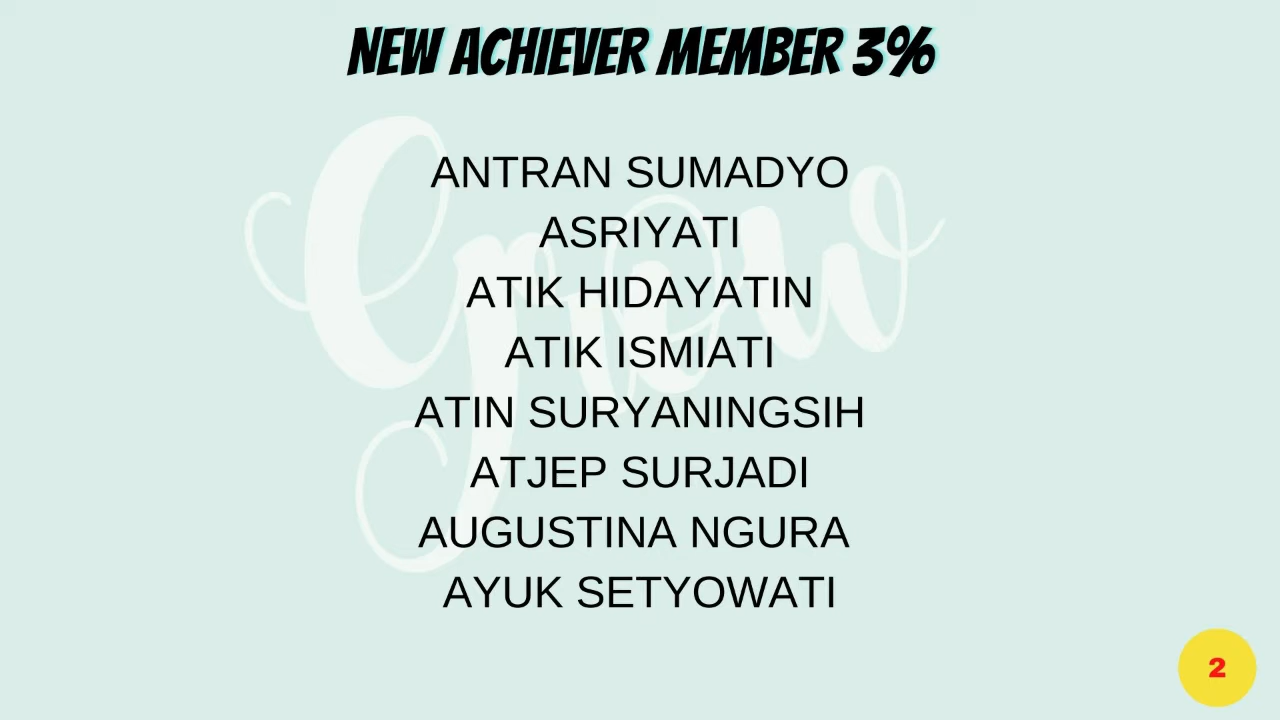 NEW ACHIEVER MEMBER 3%
Grow
ANTRAN SUMADYO
ASRIYATI
ATIK HIDAYATIN
ATIK ISMIATI
ATIN SURYANINGSIH
ATJEP SURJADI
AUGUSTINA NGURA
AYUK SETYOWATI
2